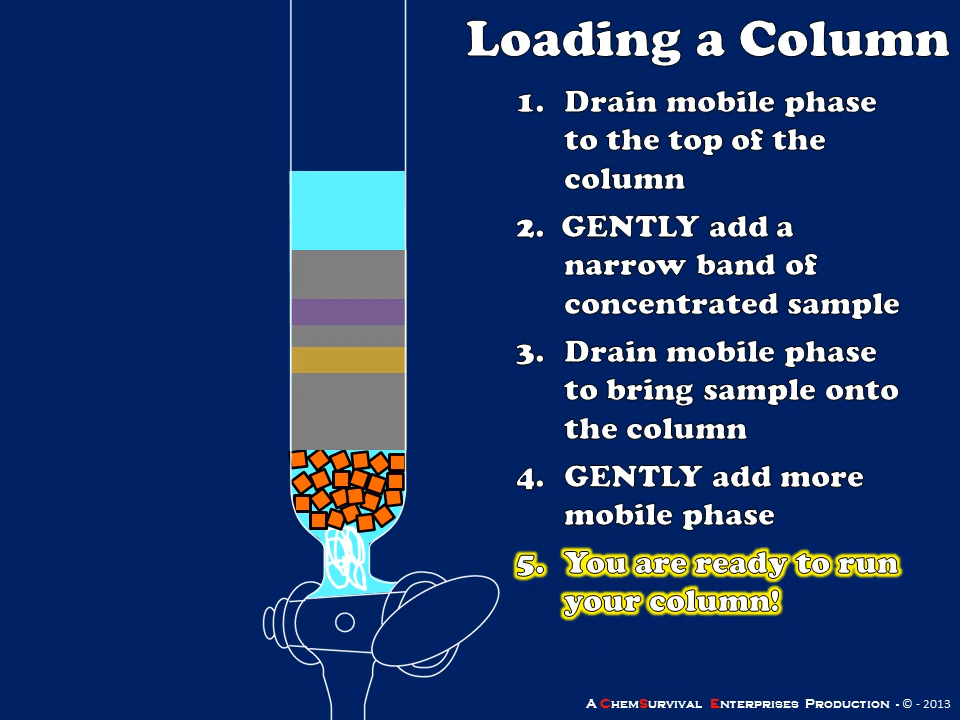 Loading a Column
1. Drain mobile phase
to the top of the
column
2. GENTLY add a
narrow band of
concentrated sample
3. Drain mobile phase
to bring sample onto
the column
4. GENTLY add more
mobile phase
5. You are ready to run
your column!
A ChemSurvival Enterprises Production - © - 2013